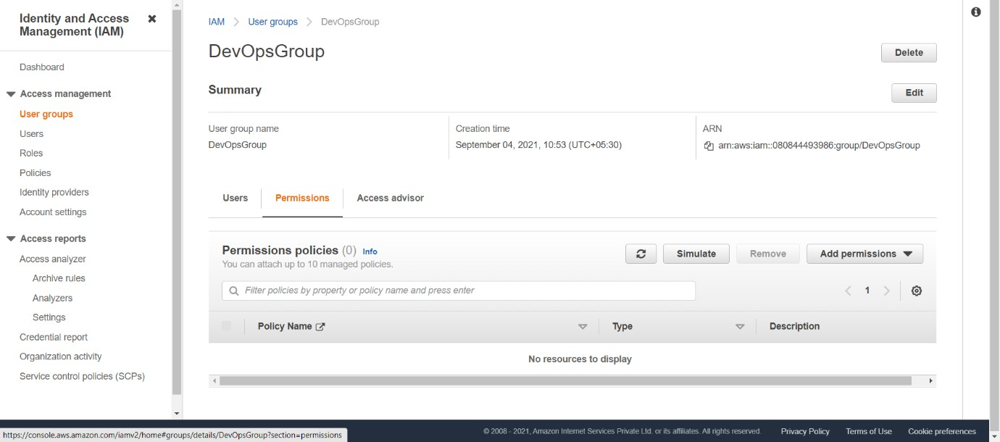 Identity and Access
Management (IAM)
Dashboard
Access management
User groups
Users
Roles
Policies
Identity providers
Account settings
Access reports
Access analyzer
Archive rules
Analyzers
Settings
Credential report
Organization activity
Service control policies (SCPs)
IAM
User groups
DevOpsGroup
DevOpsGroup
Delete
Summary
Edit
User group name
DevOpsGroup
Creation time
September 04, 2021, 10:53 (UTC+05:30)
ARN
arn:aws:iam::080844493986:group/DevOpsGroup
Users
Permissions
Access advisor
Permissions policies (0) Info
You can attach up to 10 managed policies.
Simulate
Remove
Add permissions
Filter policies by property or policy name and press enter
1
Policy Name
Type
Description
No resources to display
https://console.aws.amazon.com/iamv2/home#groups/details/DevOpsGroup?section=permissions
© 2008 - 2021, Amazon Internet Services Private Ltd. or its affiliates. All rights reserved.
Privacy Policy
Terms of Use
Cookie preferences